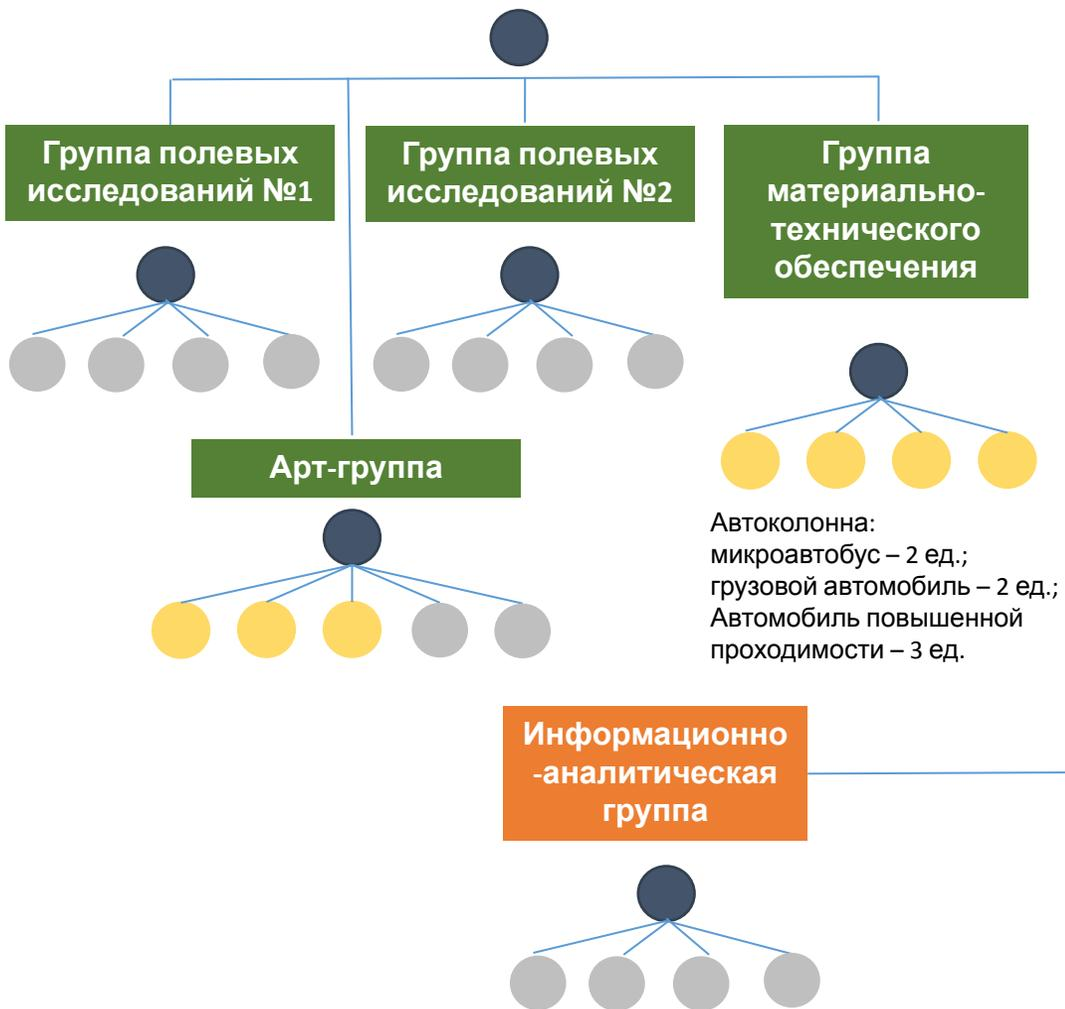 Группа полевых
исследований №1
Группа полевых
исследований №2
Группа
материально-
технического
обеспечения
Арт-группа
Автоколонна:
микроавтобус – 2 ед.;
грузовой автомобиль – 2 ед.;
Автомобиль повышенной
проходимости – 3 ед.
Информационно
-аналитическая
группа